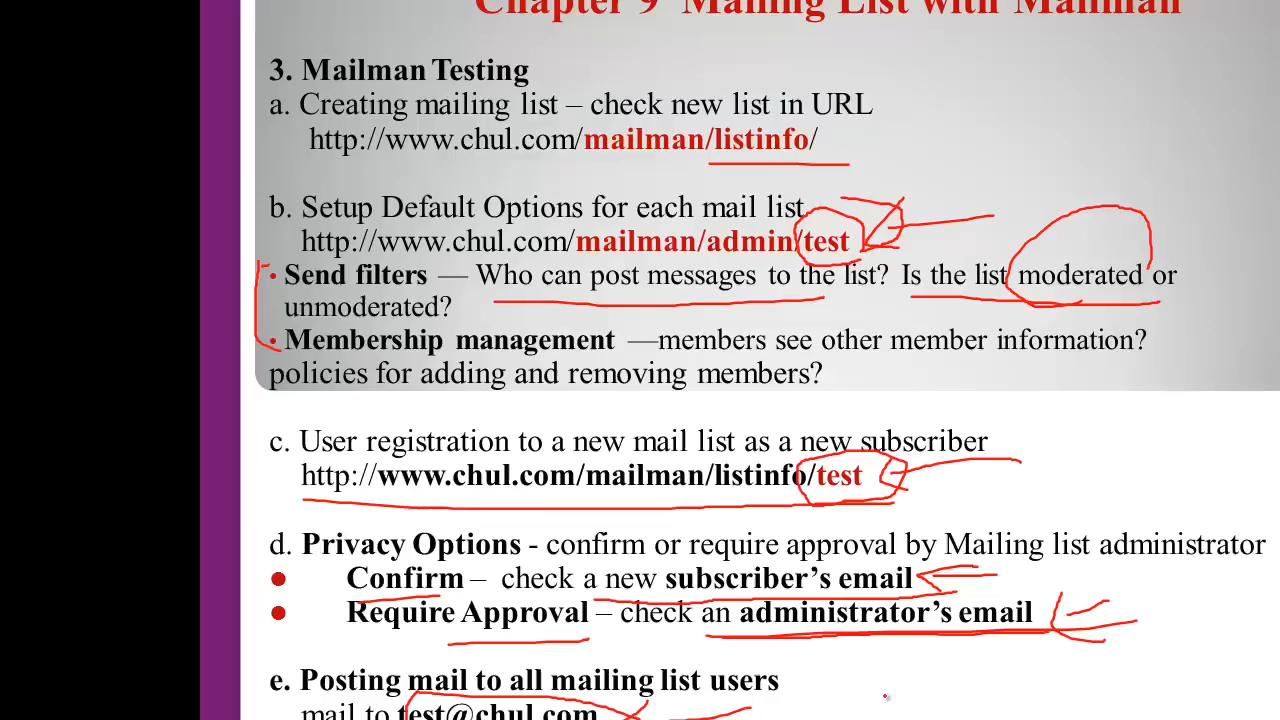 Chapter 9 Mailing List with Mailman
3. Mailman Testing
a. Creating mailing list – check new list in URL
http://www.chul.com/mailman/listinfo/
b. Setup Default Options for each mail list
http://www.chul.com/mailman/admin/test
• Send filters — Who can post messages to the list? Is the list moderated or
unmoderated?
• Membership management —members see other member information?
policies for adding and removing members?
c. User registration to a new mail list as a new subscriber
http://www.chul.com/mailman/listinfo/test
d. Privacy Options - confirm or require approval by Mailing list administrator
● Confirm – check a new subscriber’s email
● Require Approval – check an administrator’s email
e. Posting mail to all mailing list users
mail to test@chul.com